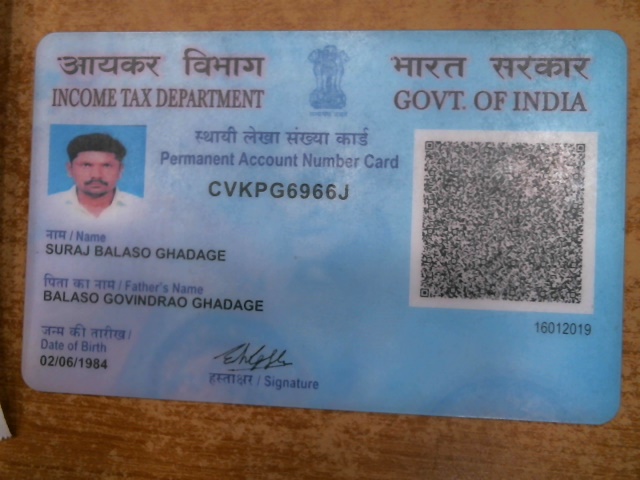 आयकर विभाग
INCOME TAX DEPARTMENT
भारत सरकार
GOVT. OF INDIA
स्थायी लेखा संख्या कार्ड
Permanent Account Number Card
CVKPG6966J
नाम / Name
SURAJ BALASO GHADAGE
पिता का नाम / Father's Name
BALASO GOVINDRAO GHADAGE
जन्म की तारीख /
Date of Birth
02/06/1984
हस्ताक्षर / Signature
16012019